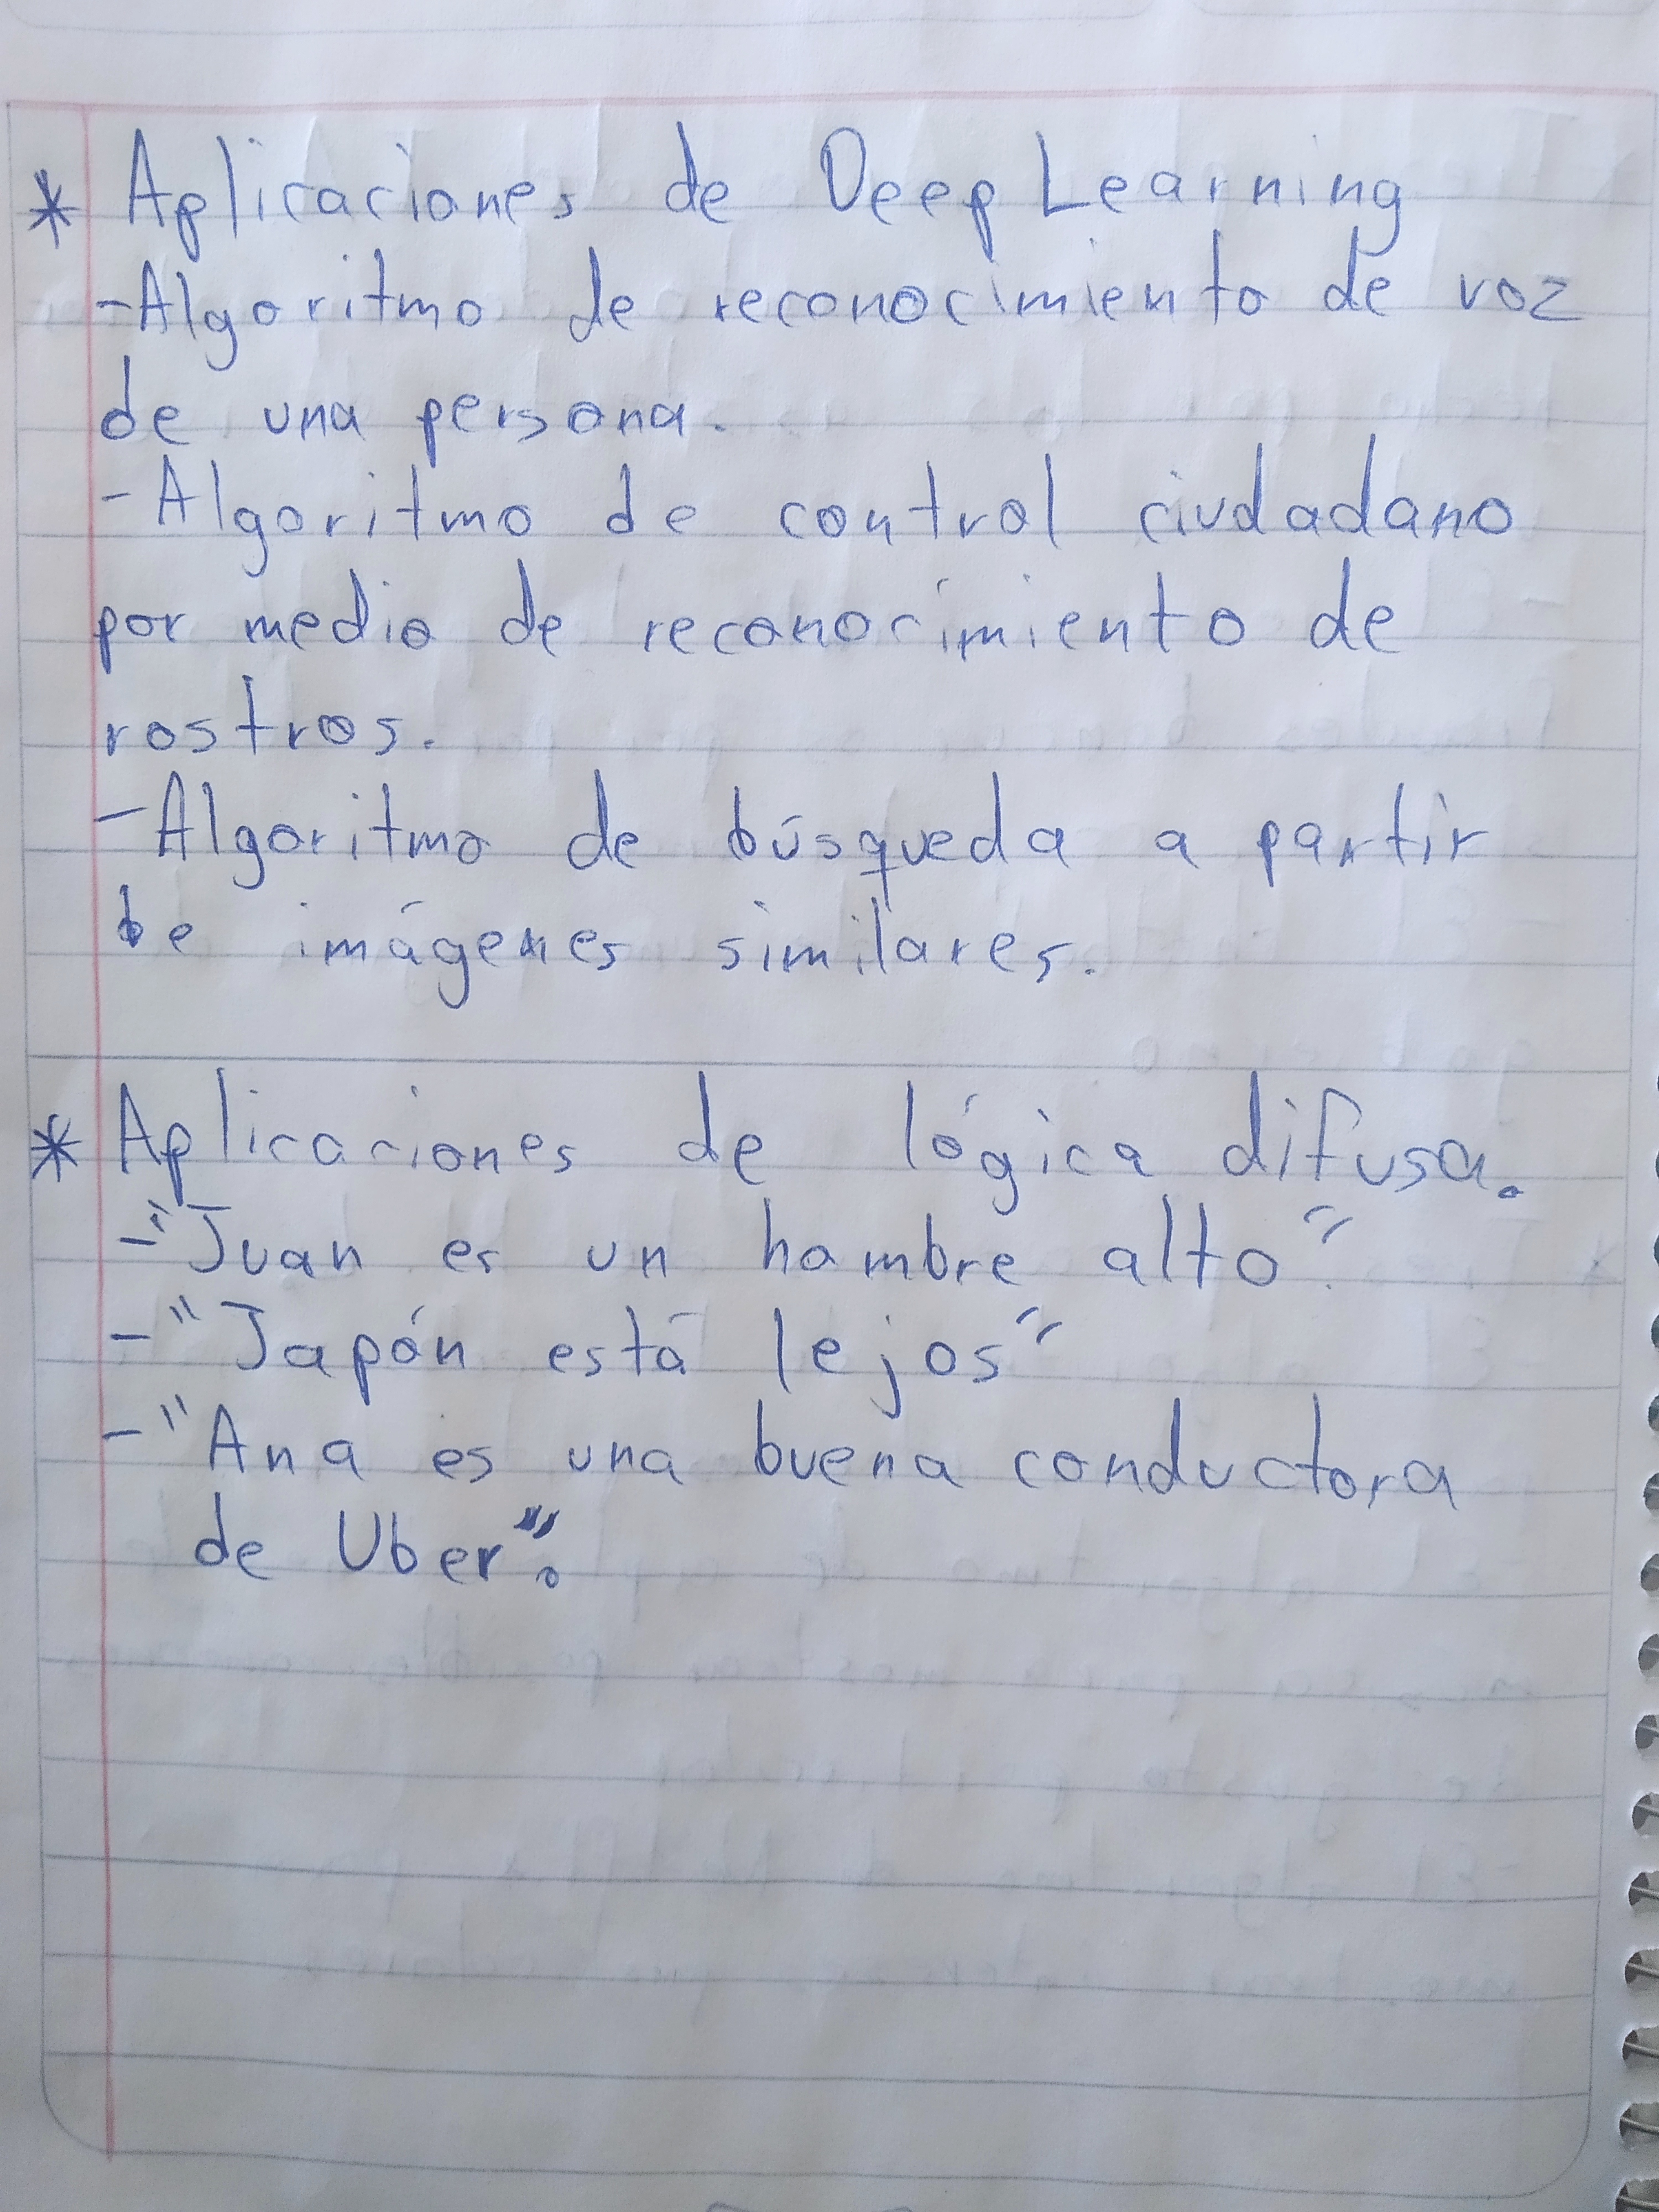 * Aplicaciones de Deep Learning
- Algoritmo de reconocimiento de voz
de una persona.
- Algoritmo de control ciudadano
por medio de reconocimiento de
rostros.
- Algoritmo de búsqueda a partir
de imágenes similares.
* Aplicaciones de lógica difusa.
- "Juan es un hombre alto".
- "Japón está lejos"
- "Ana es una buena conductora
de Uber".